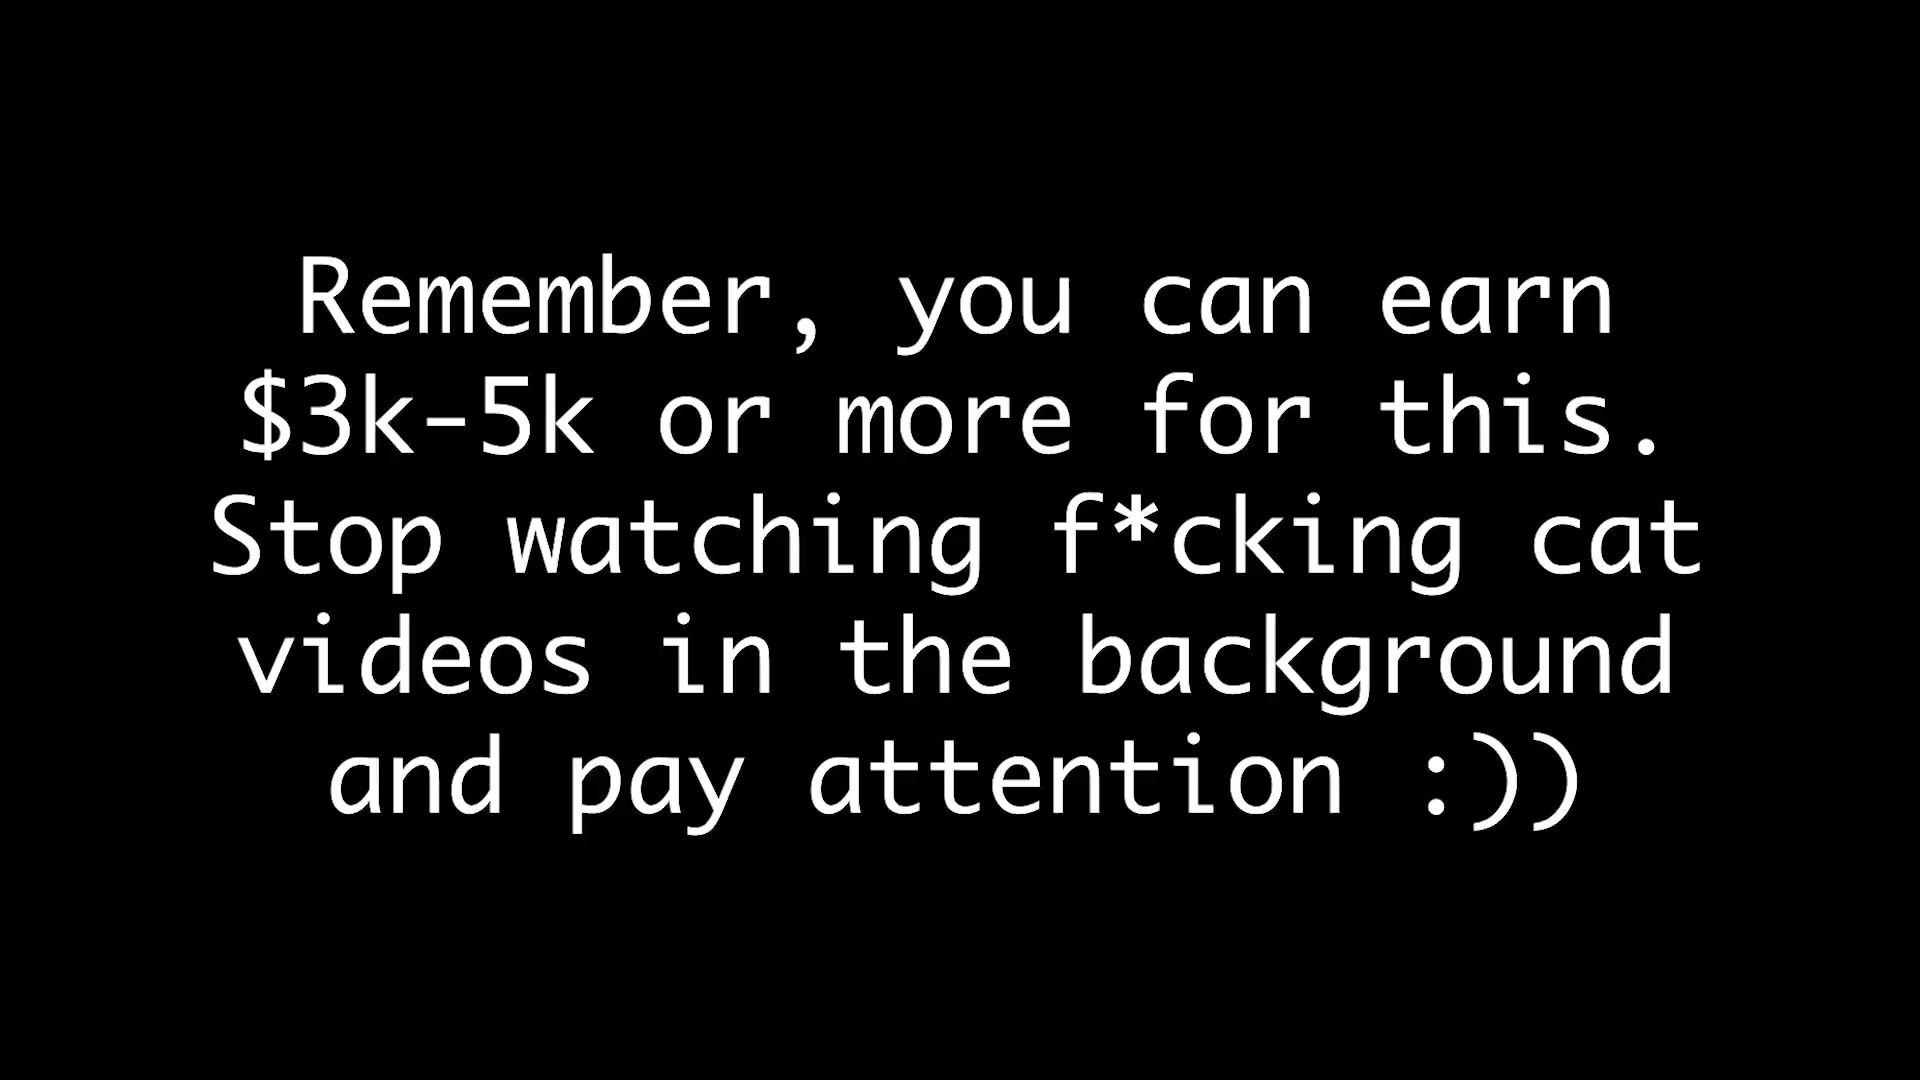 Remember, you can earn
$3k-5k or more for this.
Stop watching f*cking cat
videos in the background
and pay attention :))